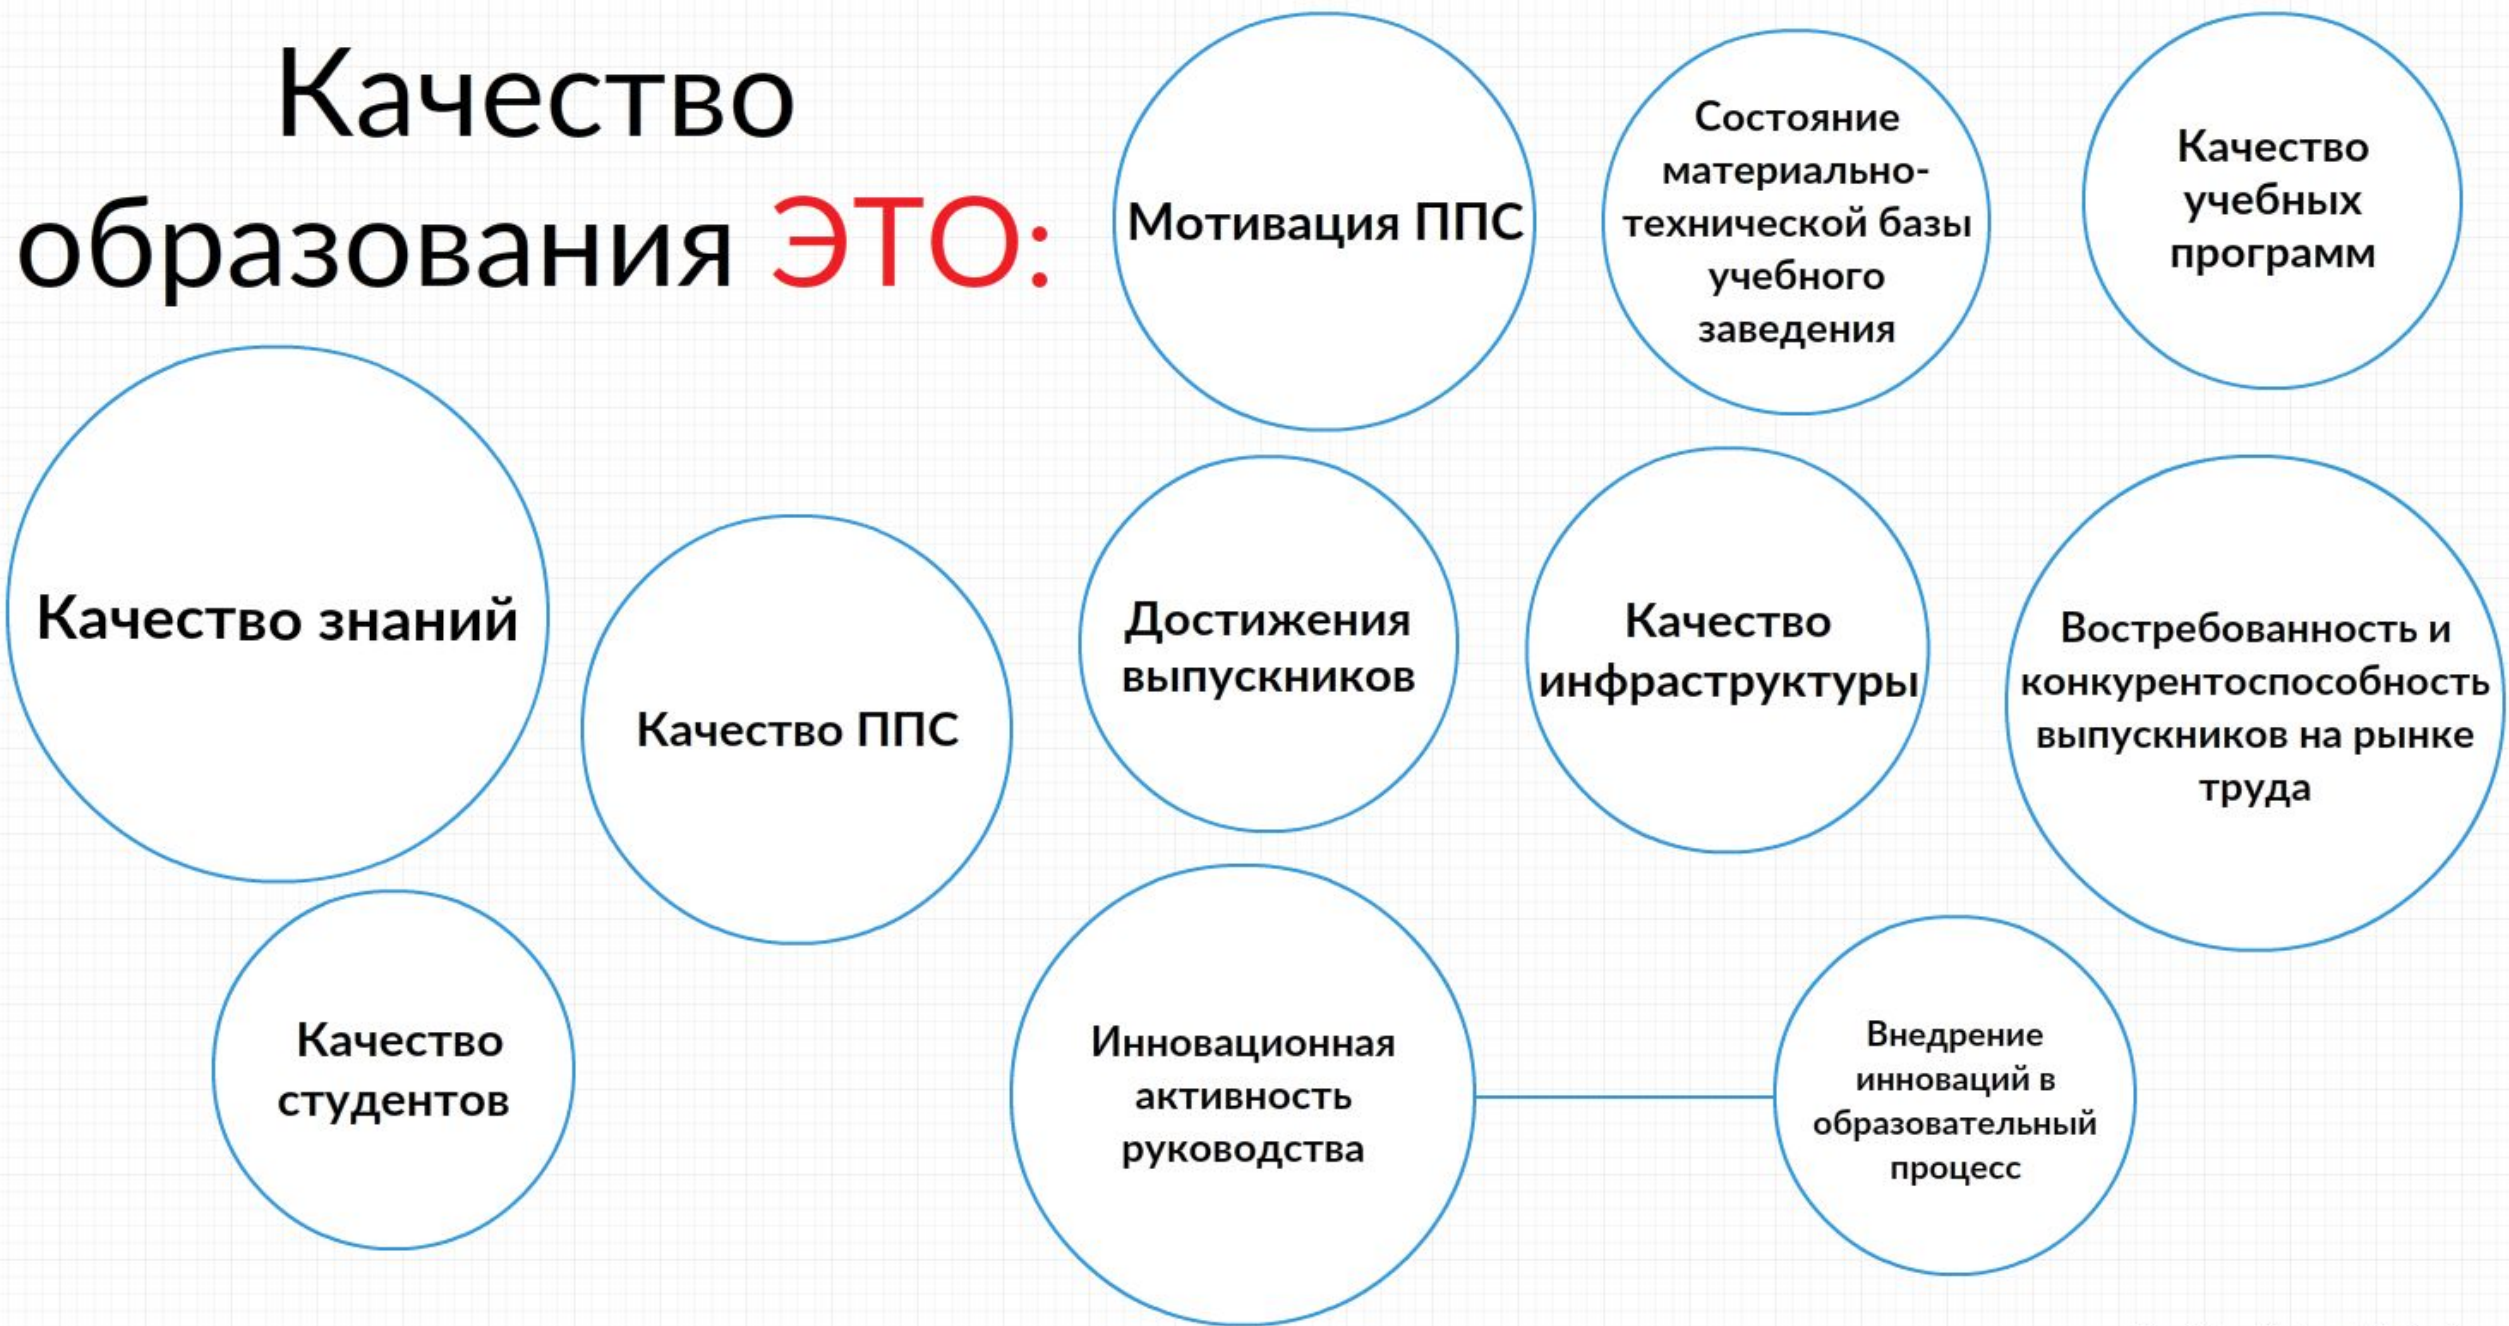 Качество
образования ЭТО:
Мотивация ППС
Состояние
материально-
технической базы
учебного
заведения
Качество
учебных
программ
Качество знаний
Качество ППС
Достижения
выпускников
Качество
инфраструктуры
Востребованность и
конкурентоспособность
выпускников на рынке
труда
Качество
студентов
Инновационная
активность
руководства
Внедрение
инноваций в
образовательный
процесс